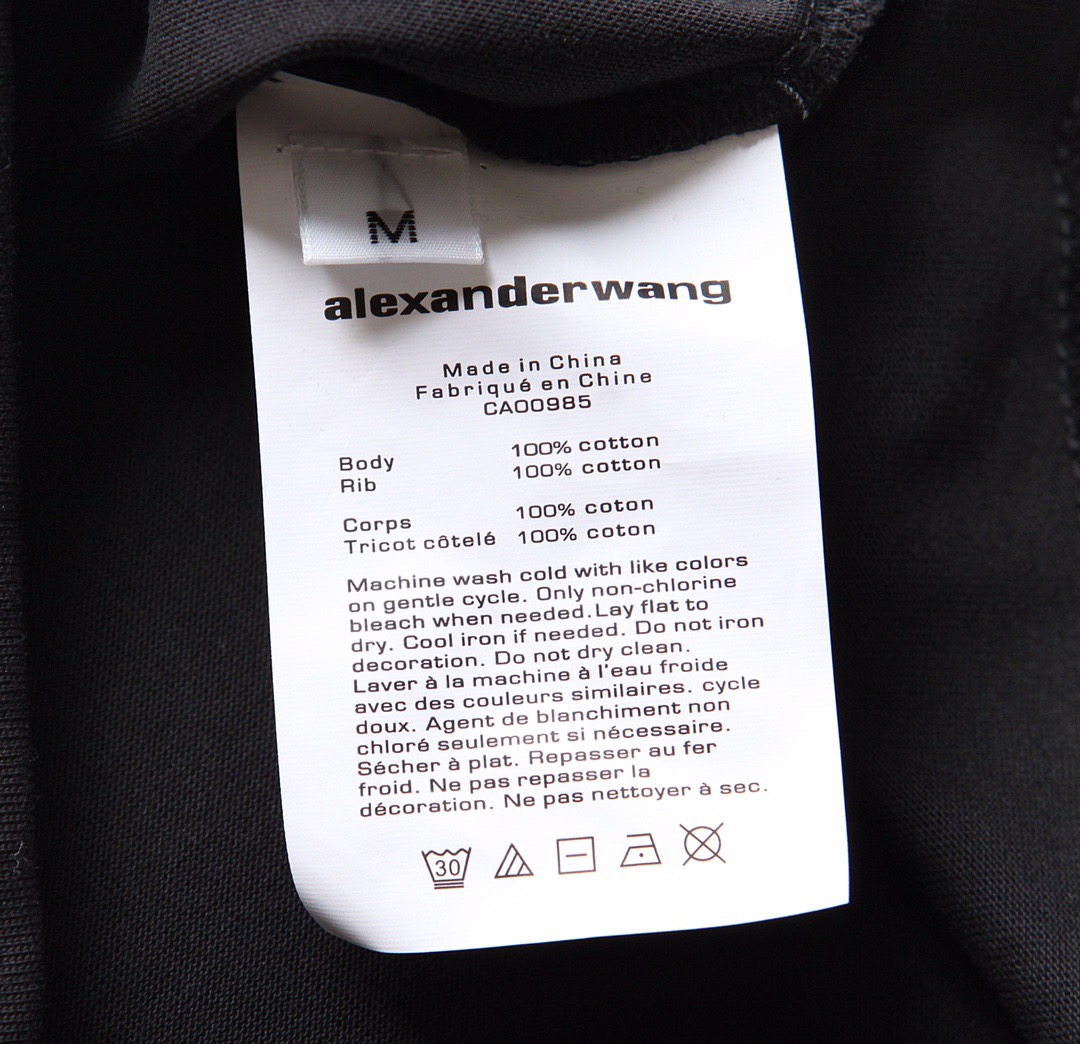 M
alexanderwang
Made in China
Fabriqué en Chine
CA00985
Body 100% cotton
Rib 100% cotton
Corps 100% coton
Tricot côtelé 100% coton
Machine wash cold with like colors
on gentle cycle. Only non-chlorine
bleach when needed. Lay flat to
dry. Cool iron if needed. Do not iron
decoration. Do not dry clean.
Laver à la machine à l'eau froide
avec des couleurs similaires. cycle
doux. Agent de blanchiment non
chloré seulement si nécessaire.
Sécher à plat. Repasser au fer
froid. Ne pas repasser la
décoration. Ne pas nettoyer à sec.
30